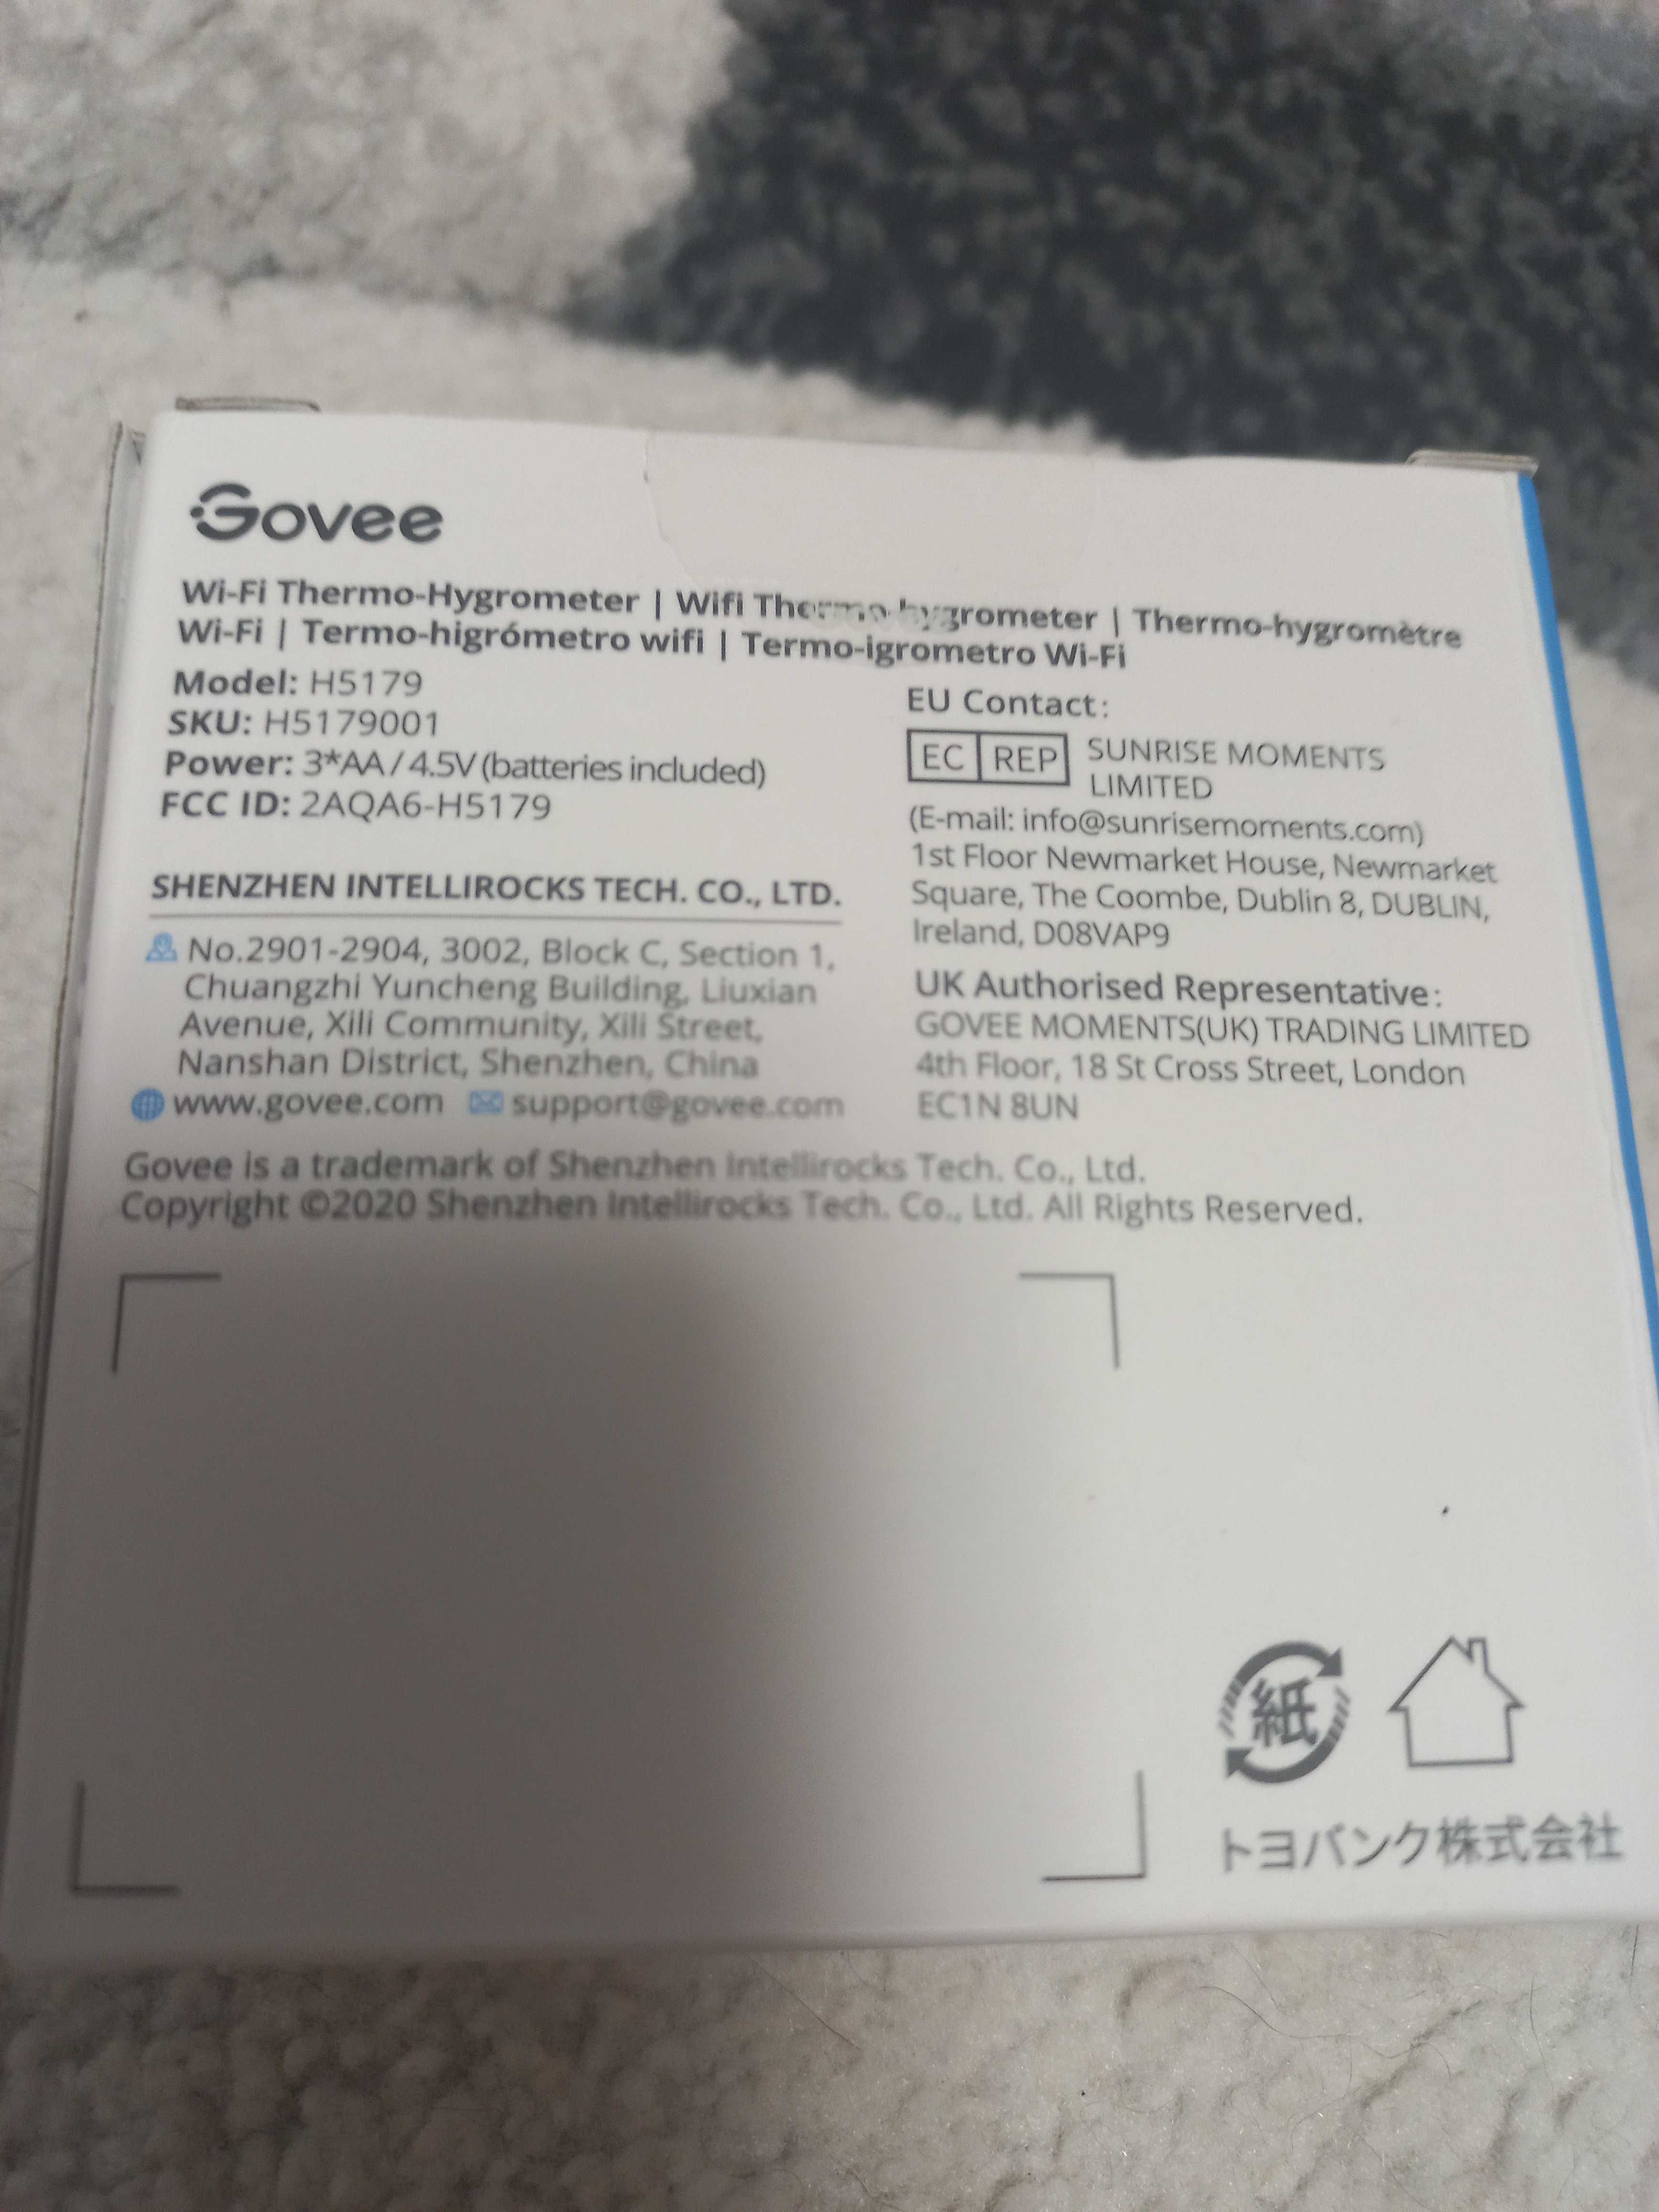 Govee
Wi-Fi Thermo-Hygrometer | Wifi Thermo-hygrometer | Thermo-hygromètre
Wi-Fi | Termo-higrómetro wifi | Termo-igrometro Wi-Fi
Model: H5179
SKU: H5179001
Power: 3*AA / 4.5V (batteries included)
FCC ID: 2AQA6-H5179
SHENZHEN INTELLIROCKS TECH. CO., LTD.
No.2901-2904, 3002, Block C, Section 1,
Chuangzhi Yuncheng Building, Liuxian
Avenue, Xili Community, Xili Street,
Nanshan District, Shenzhen, China
www.govee.com support@govee.com
EU Contact:
EC REP SUNRISE MOMENTS
LIMITED
(E-mail: info@sunrisemoments.com)
1st Floor Newmarket House, Newmarket
Square, The Coombe, Dublin 8, DUBLIN,
Ireland, D08VAP9
UK Authorised Representative:
GOVEE MOMENTS(UK) TRADING LIMITED
4th Floor, 18 St Cross Street, London
EC1N 8UN
Govee is a trademark of Shenzhen Intellirocks Tech. Co., Ltd.
Copyright ©2020 Shenzhen Intellirocks Tech. Co., Ltd. All Rights Reserved.
紙
トヨバンク株式会社